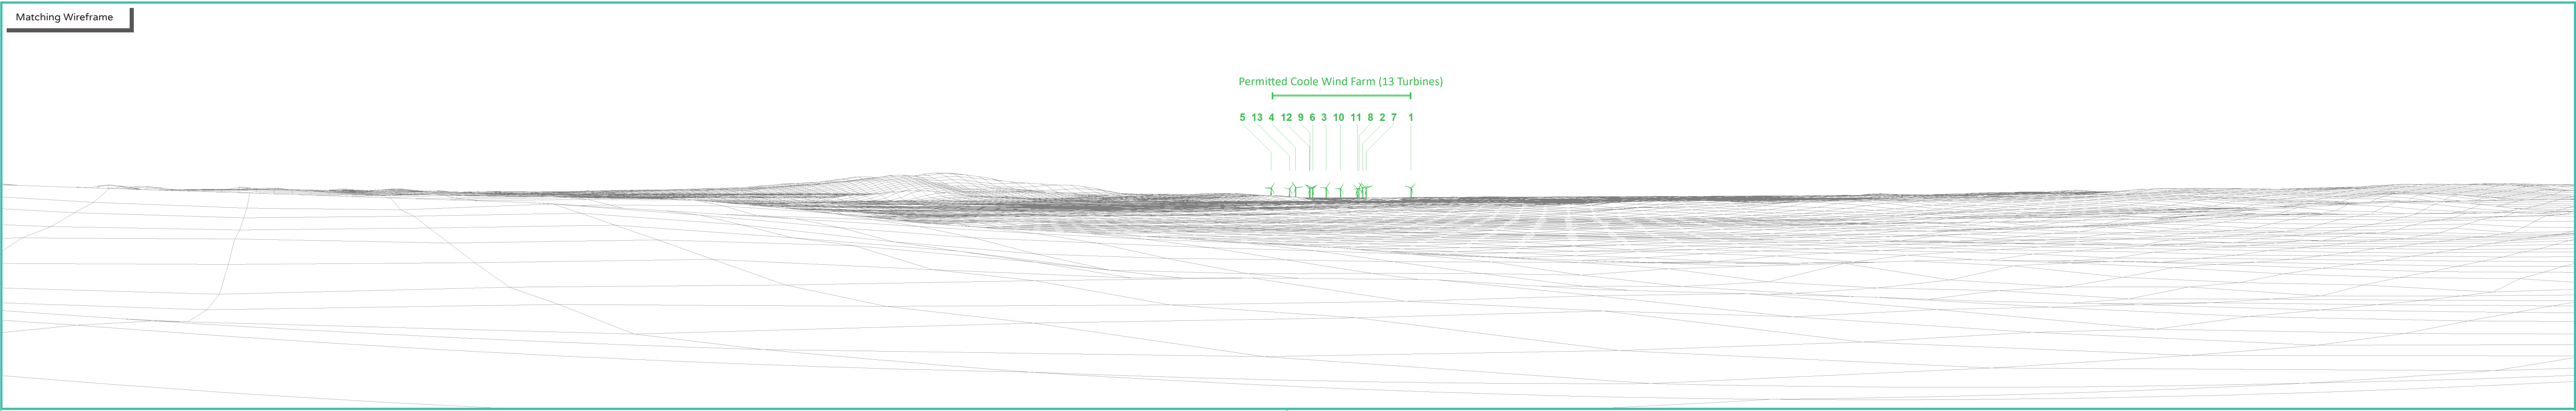 Matching Wireframe
Permitted Coole Wind Farm (13 Turbines)
5 13 4 12 9 6 3 10 11 8 2 7 1